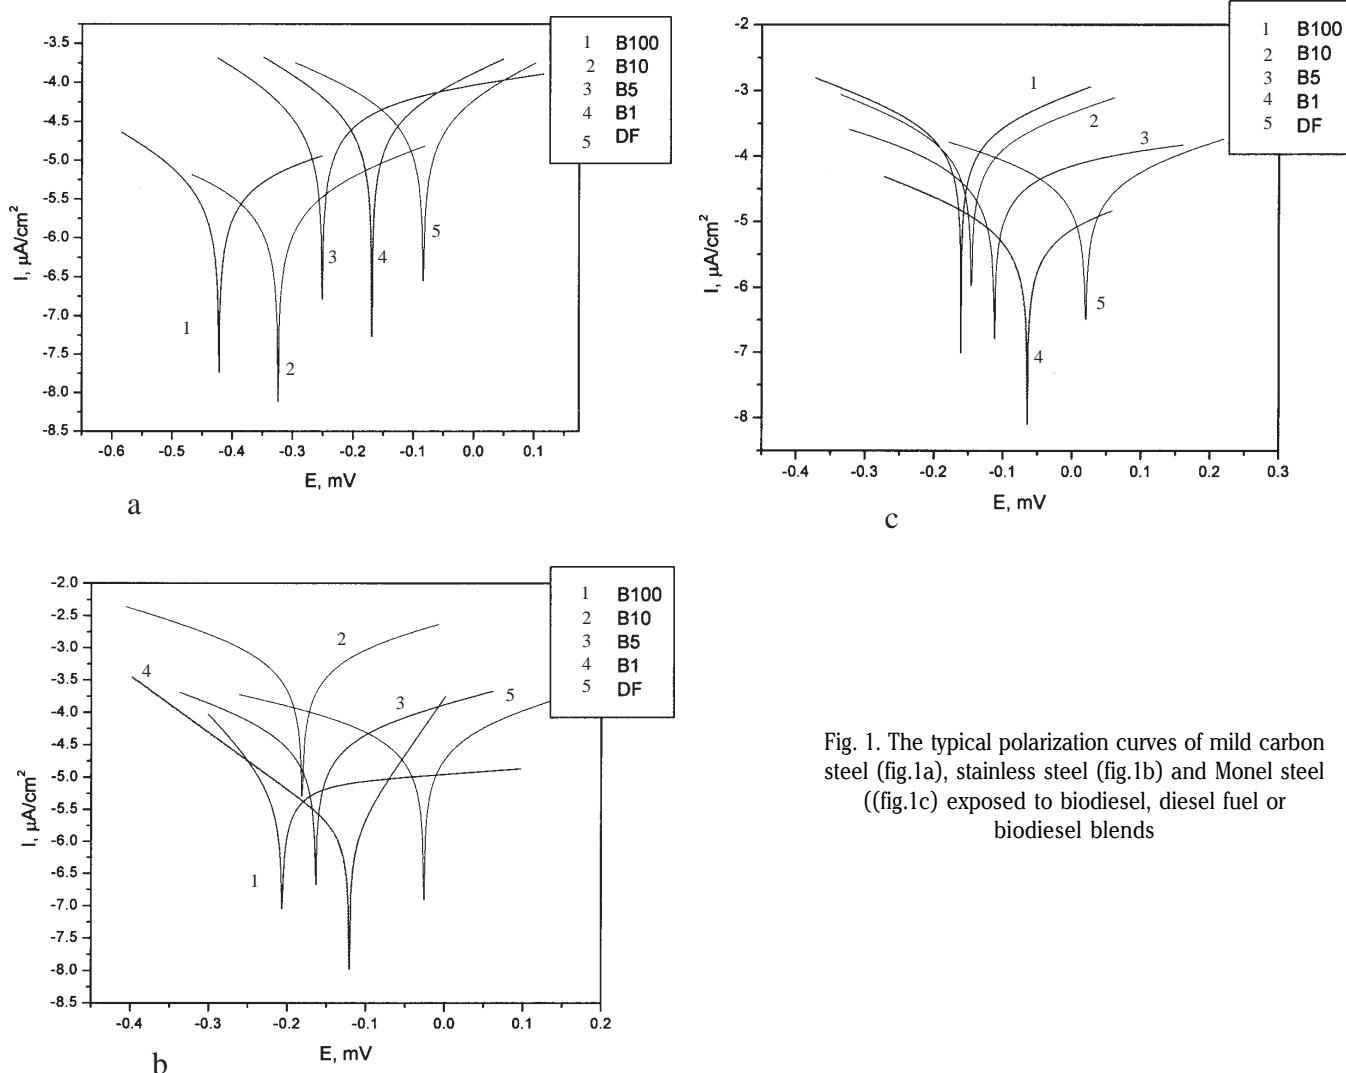 -3.5
-4.0
-4.5
-5.0
-5.5
-6.0
-6.5
-7.0
-7.5
-8.0
-8.5
I, μA/cm²
-0.6 -0.5 -0.4 -0.3 -0.2 -0.1 0.0 0.1
E, mV
1
2
3
4
5
1 B100
2 B10
3 B5
4 B1
5 DF
a
-2
-3
-4
-5
-6
-7
-8
I, μA/cm²
-0.4 -0.3 -0.2 -0.1 0.0 0.1 0.2 0.3
E, mV
1
2
3
4
5
1 B100
2 B10
3 B5
4 B1
5 DF
c
-2.0
-2.5
-3.0
-3.5
-4.0
-4.5
-5.0
-5.5
-6.0
-6.5
-7.0
-7.5
-8.0
-8.5
I, μA/cm²
-0.4 -0.3 -0.2 -0.1 0.0 0.1 0.2
E, mV
2
4
3
5
1
1 B100
2 B10
3 B5
4 B1
5 DF
b
Fig. 1. The typical polarization curves of mild carbon
steel (fig.1a), stainless steel (fig.1b) and Monel steel
((fig.1c) exposed to biodiesel, diesel fuel or
biodiesel blends